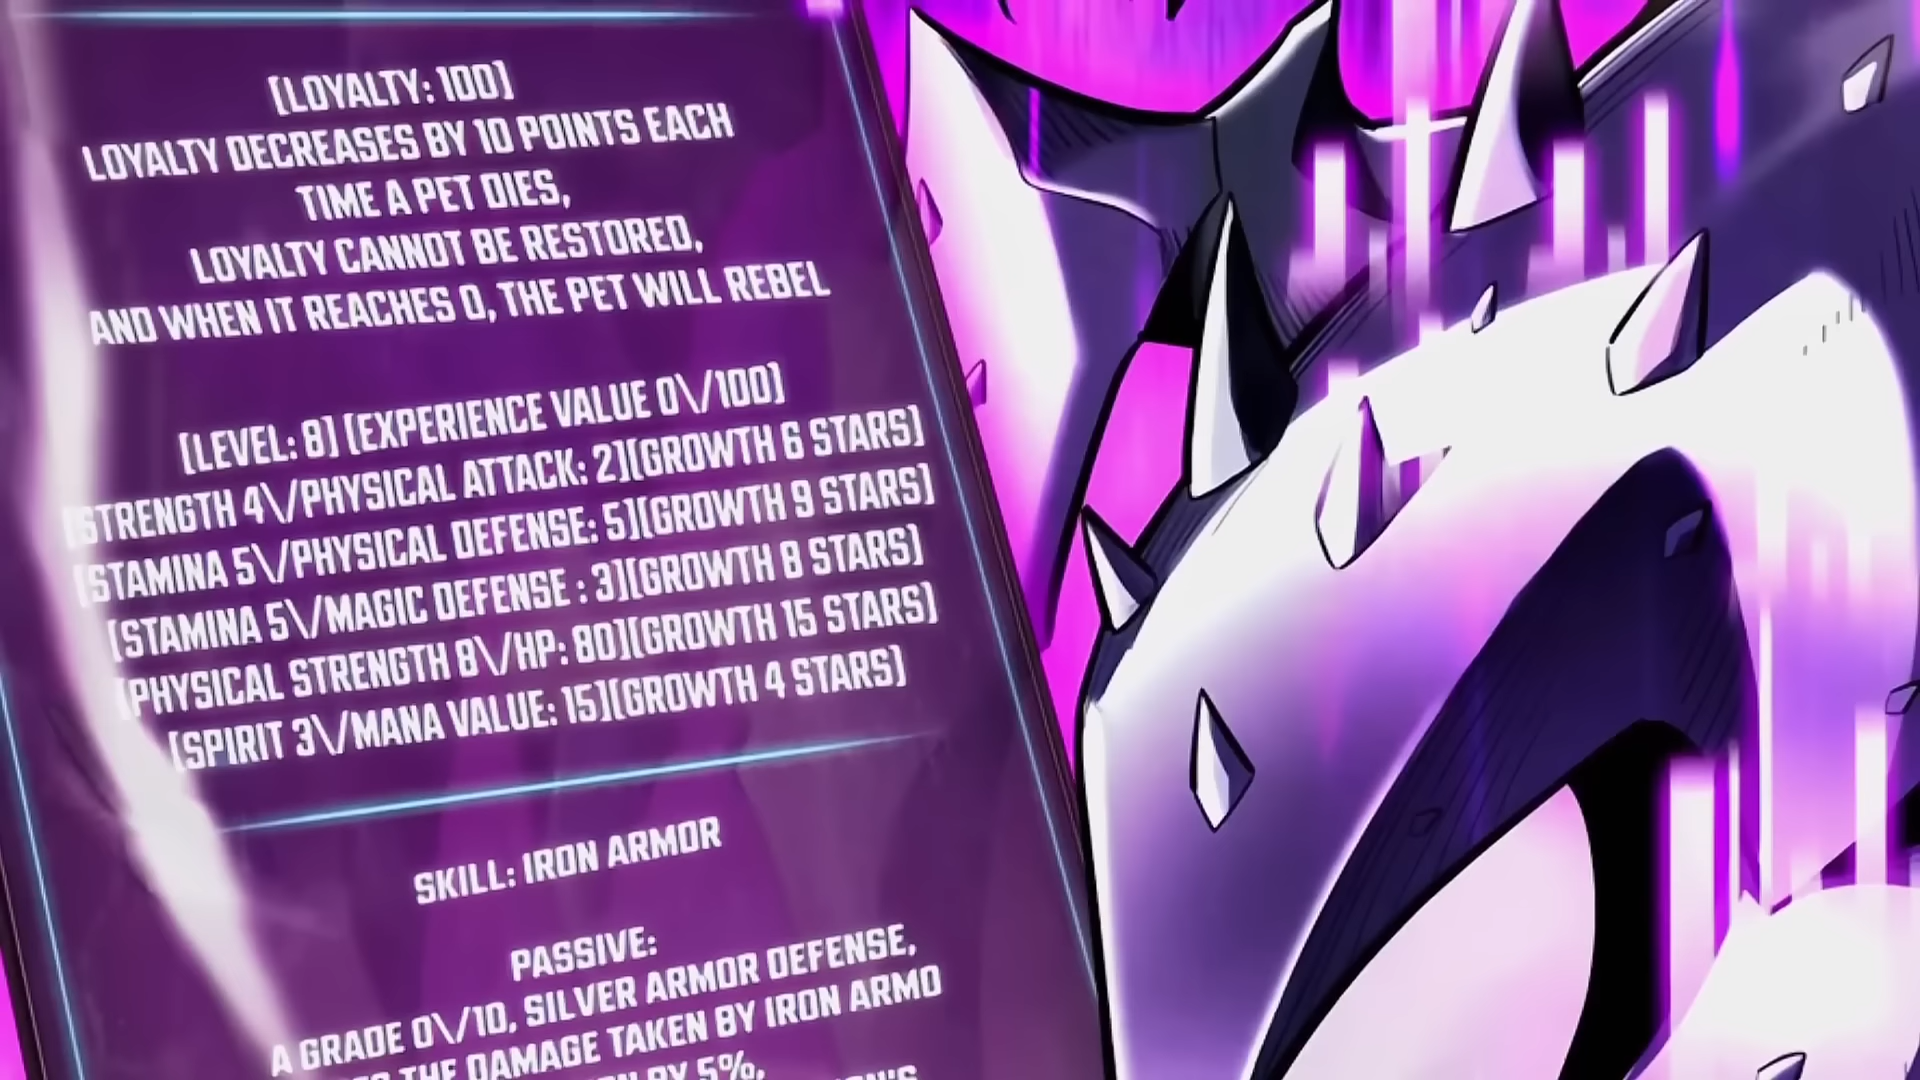 [LOYALTY: 100]
LOYALTY DECREASES BY 10 POINTS EACH
TIME A PET DIES,
LOYALTY CANNOT BE RESTORED,
AND WHEN IT REACHES 0, THE PET WILL REBEL
[LEVEL: 8] [EXPERIENCE VALUE 0\/100]
[STRENGTH 4\/PHYSICAL ATTACK: 2][GROWTH 6 STARS]
[STAMINA 5\/PHYSICAL DEFENSE: 5][GROWTH 9 STARS]
[STAMINA 5\/MAGIC DEFENSE : 3][GROWTH 8 STARS]
[PHYSICAL STRENGTH 8\/HP: 80][GROWTH 15 STARS]
[SPIRIT 3\/MANA VALUE: 15][GROWTH 4 STARS]
SKILL: IRON ARMOR
PASSIVE:
A GRADE 0\/10, SILVER ARMOR DEFENSE,
THE DAMAGE TAKEN BY IRON ARMO
BY 5%,